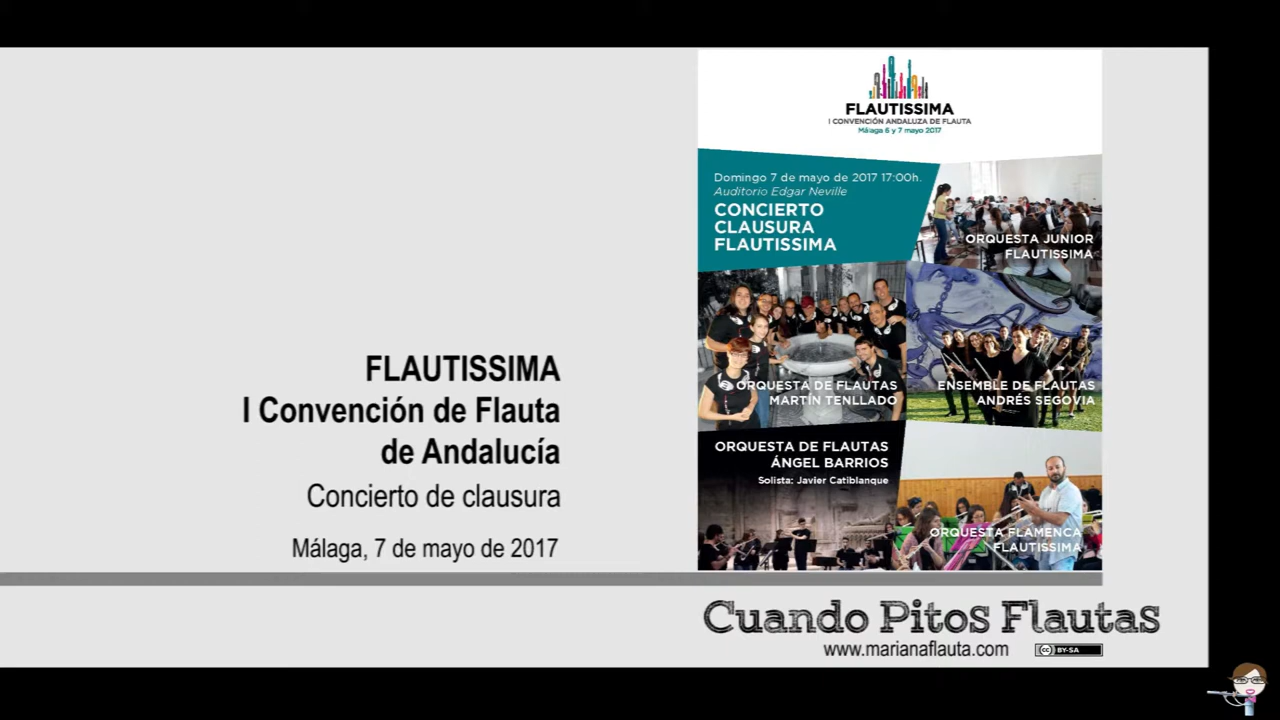 FLAUTISSIMA
I Convención de Flauta
de Andalucía
Concierto de clausura
Málaga, 7 de mayo de 2017
FLAUTISSIMA
I CONVENCIÓN ANDALUZA DE FLAUTA
Málaga 6 y 7 mayo 2017
Domingo 7 de mayo de 2017 17:00h.
Auditorio Edgar Neville
CONCIERTO
CLAUSURA
FLAUTISSIMA
ORQUESTA JUNIOR
FLAUTISSIMA
ORQUESTA DE FLAUTAS
MARTÍN TENLLADO
ENSEMBLE DE FLAUTAS
ANDRÉS SEGOVIA
ORQUESTA DE FLAUTAS
ÁNGEL BARRIOS
Solista: Javier Catiblanque
ORQUESTA FLAMENCA
FLAUTISSIMA
Cuando Pitos Flautas
www.marianaflauta.com
cc BY-SA